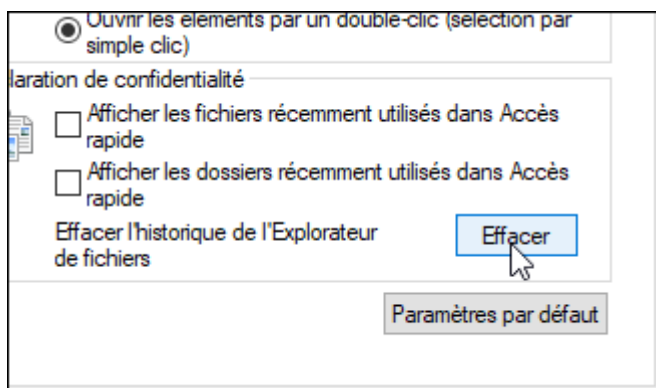 Ouvrir les éléments par un double-clic (sélection par
simple clic)
laration de confidentialité
Afficher les fichiers récemment utilisés dans Accès
rapide
Afficher les dossiers récemment utilisés dans Accès
rapide
Effacer l'historique de l'Explorateur
de fichiers
Effacer
Paramètres par défaut